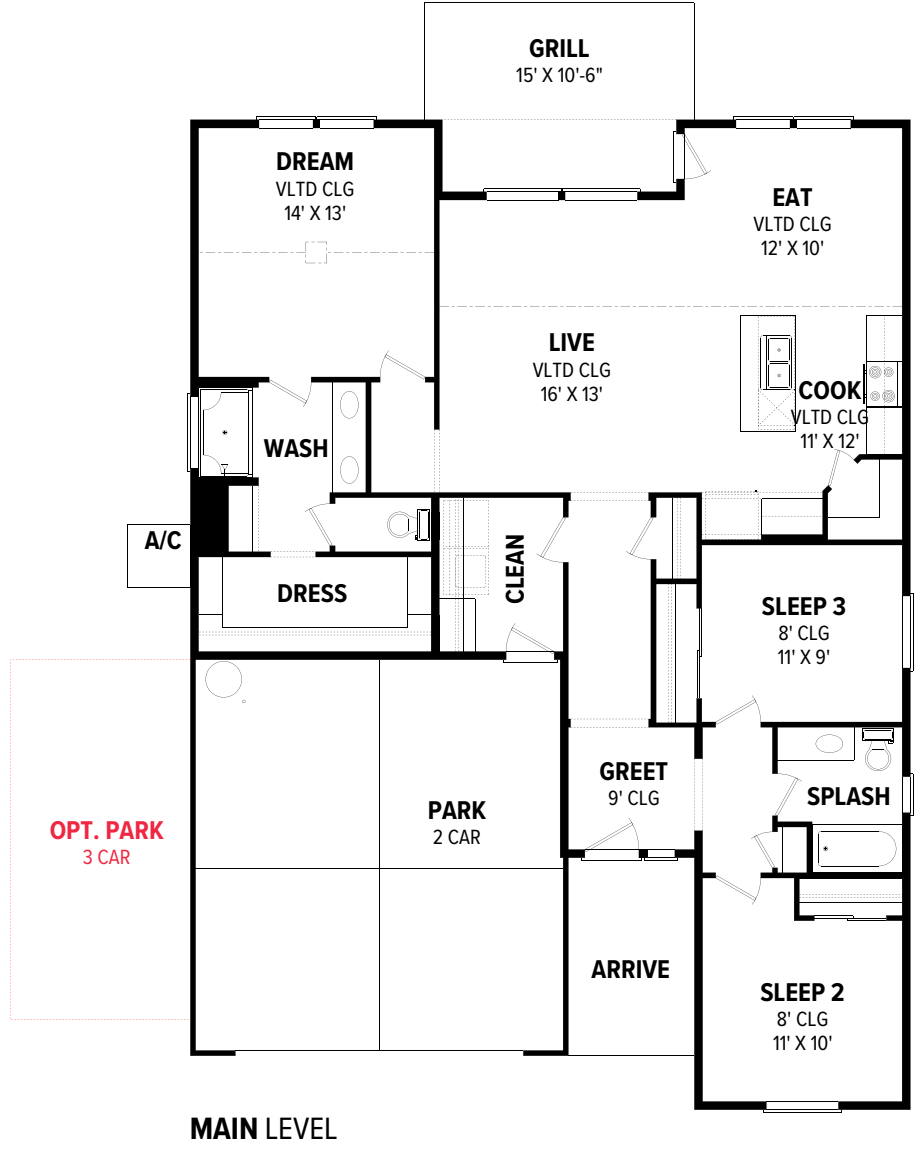 GRILL
15' X 10'-6"
DREAM
VLTD CLG
14' X 13'
EAT
VLTD CLG
12' X 10'
LIVE
VLTD CLG
16' X 13'
COOK
VLTD CLG
11' X 12'
WASH
A/C
CLEAN
DRESS
SLEEP 3
8' CLG
11' X 9'
GREET
9' CLG
SPLASH
PARK
2 CAR
OPT. PARK
3 CAR
ARRIVE
SLEEP 2
8' CLG
11' X 10'
MAIN LEVEL